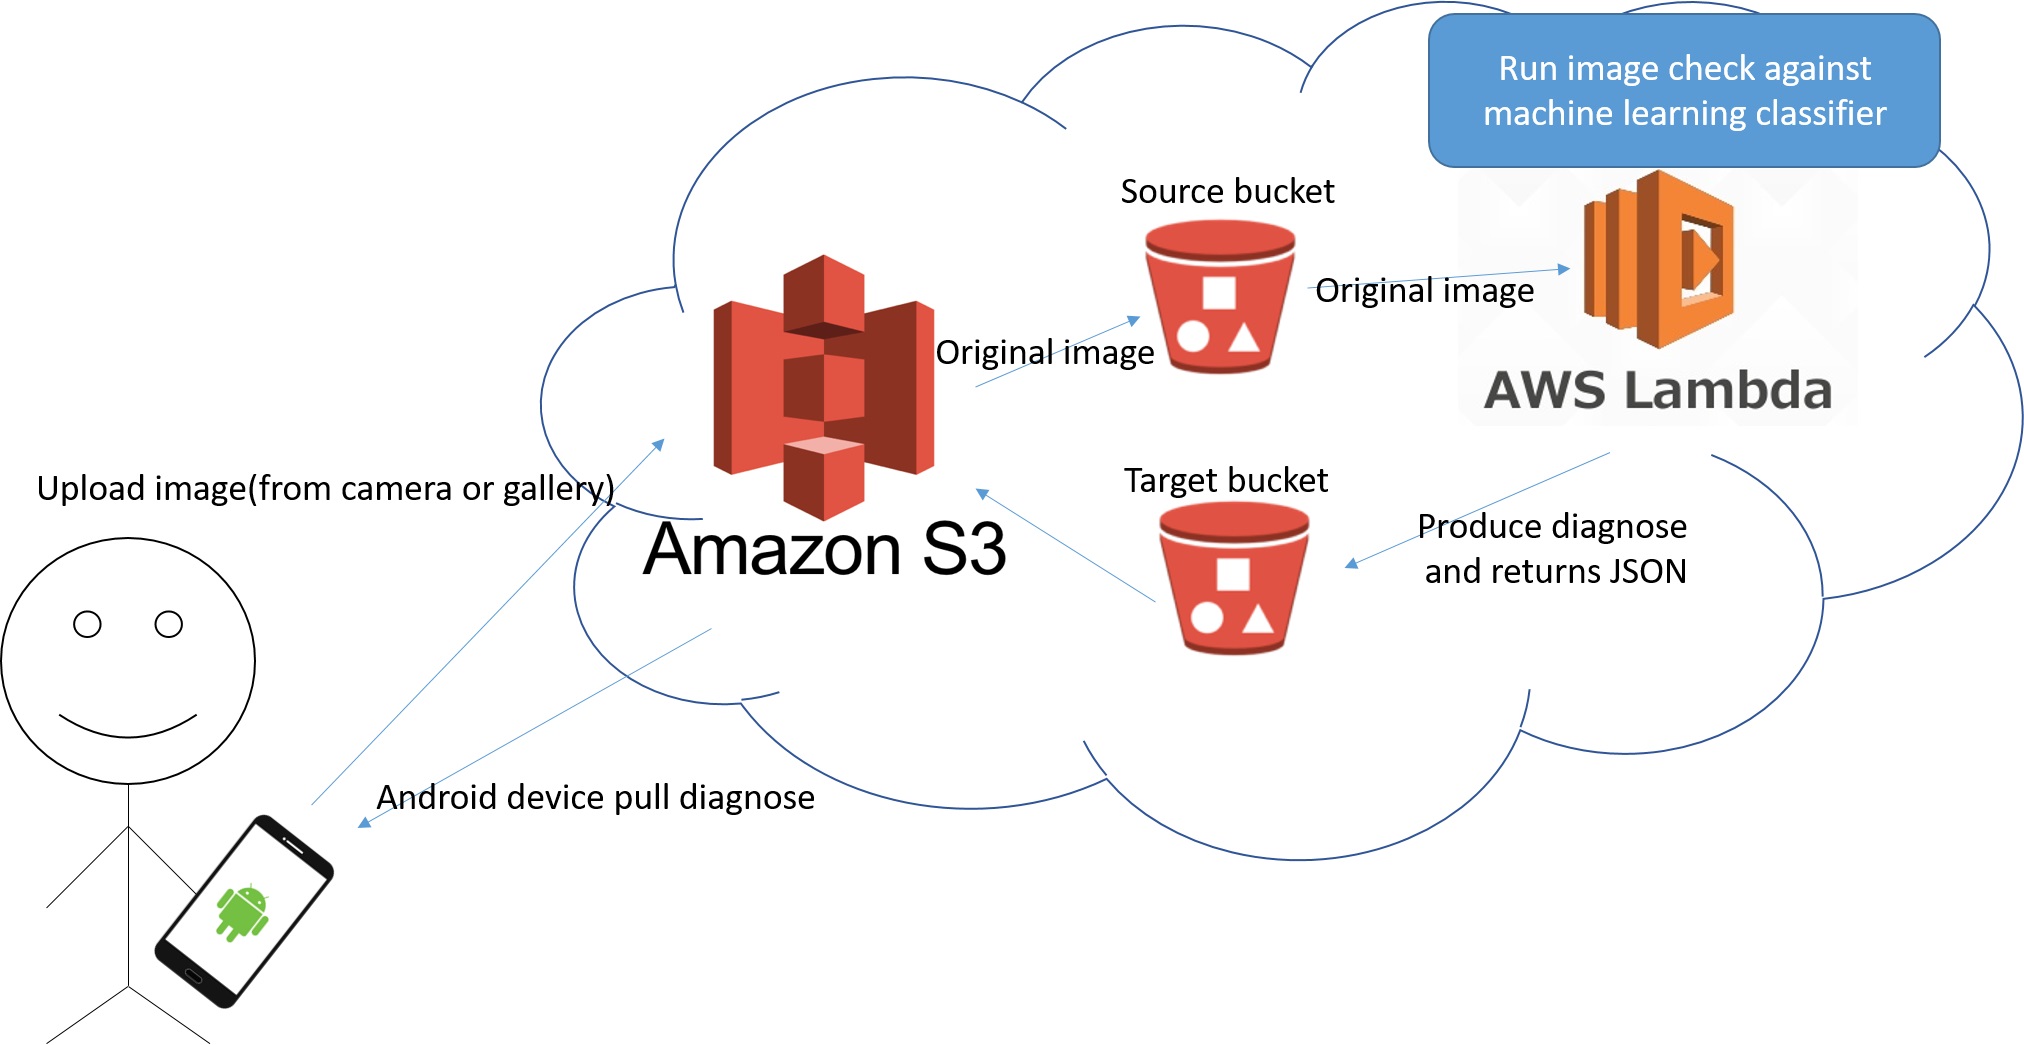 Run image check against
machine learning classifier
Source bucket
Original image
Original image
AWS Lambda
Upload image(from camera or gallery)
Amazon S3
Target bucket
Produce diagnose
and returns JSON
Android device pull diagnose